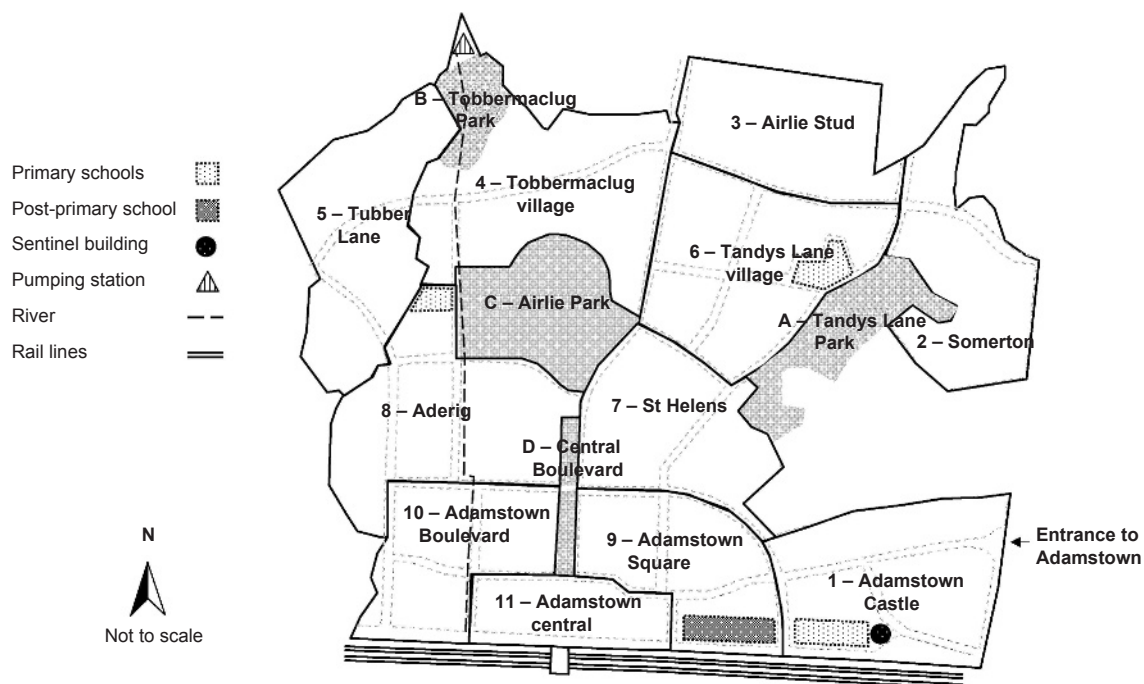 Primary schools
Post-primary school
Sentinel building
Pumping station
River
Rail lines
N
Not to scale
B – Tobbermaclug
Park
3 – Airlie Stud
4 – Tobbermaclug
village
5 – Tubber
Lane
6 – Tandys Lane
village
C – Airlie Park
A – Tandys Lane
Park
2 – Somerton
8 – Aderig
7 – St Helens
D – Central
Boulevard
10 – Adamstown
Boulevard
9 – Adamstown
Square
Entrance to
Adamstown
1 – Adamstown
Castle
11 – Adamstown
central